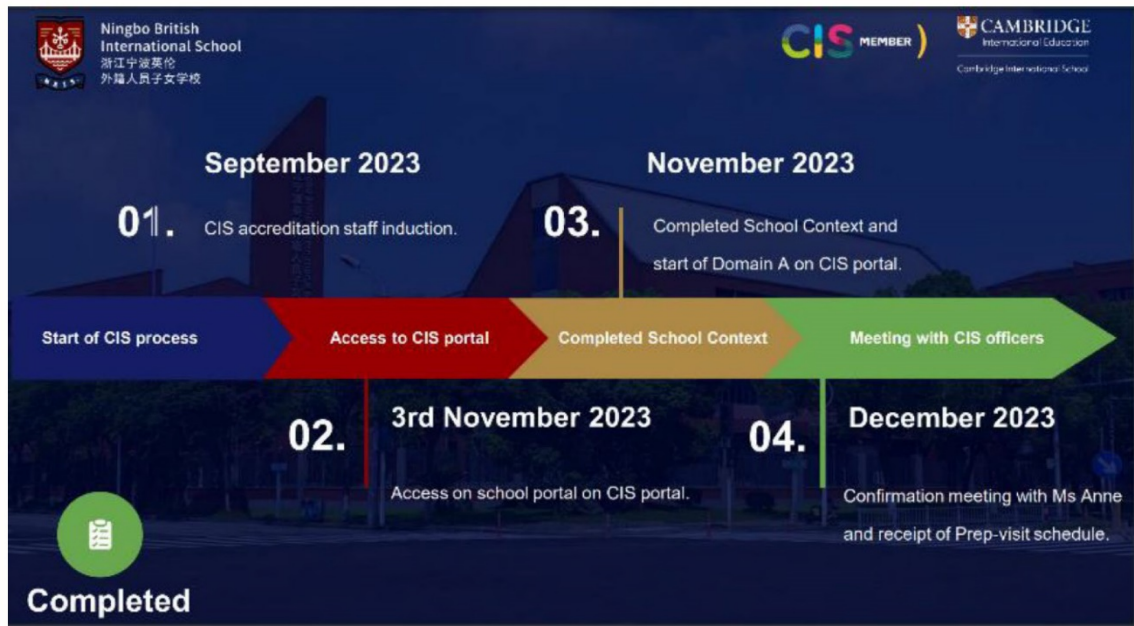 Ningbo British
International School
浙江宁波英伦
外籍人员子女学校
N B I S
CIS MEMBER
CAMBRIDGE
International Education
Cambridge International School
September 2023
01.
CIS accreditation staff induction.
November 2023
03.
Completed School Context and
start of Domain A on CIS portal.
Start of CIS process
Access to CIS portal
Completed School Context
Meeting with CIS officers
02.
3rd November 2023
Access on school portal on CIS portal.
04.
December 2023
Confirmation meeting with Ms Anne
and receipt of Prep-visit schedule.
Completed